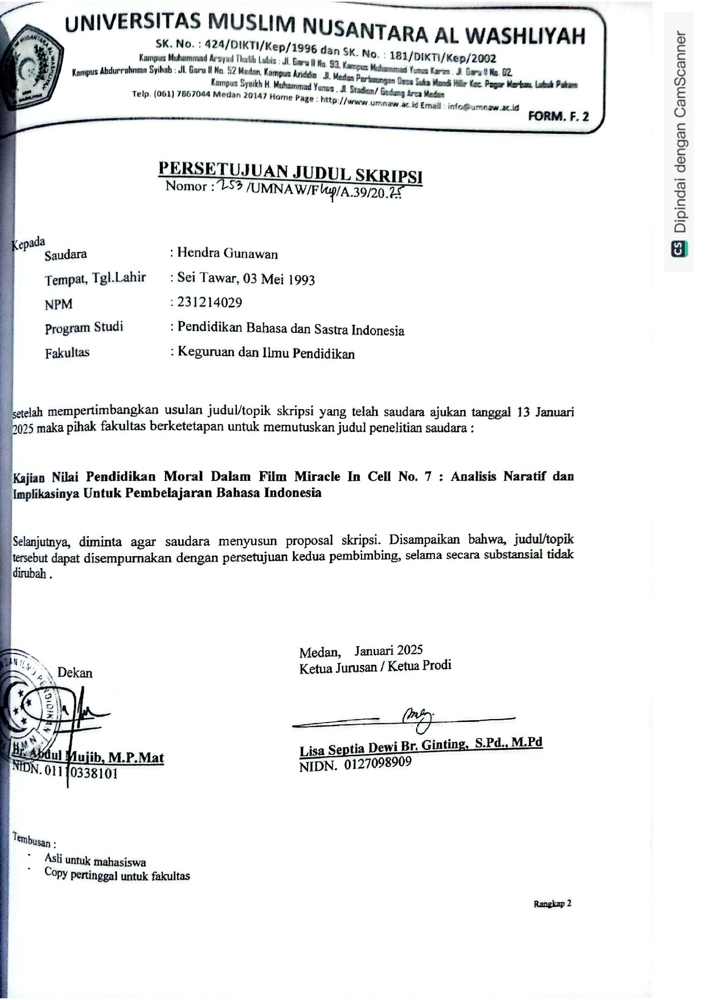 UNIVERSITAS MUSLIM NUSANTARA AL WASHLIYAH
SK. No. : 424/DIKTI/Kep/1996 dan SK. No. : 181/DIKTI/Kep/2002
Kampus Muhammad Arsyad Thalib Lubis : Jl. Garu II No. 93, Kampus Muhammad Yunus Karim . Jl. Garu II No. 02,
Kampus Abdurrahman Syihab : Jl. Garu II No. 52 Medan, Kampus Aziddin : Jl. Medan Perbaungan Desa Suka Mandi Hilir Kec. Pagar Merbau, Lubuk Pakam
Kampus Syeikh H. Muhammad Yunus . Jl. Stadion/ Gedung Arca Medan
Telp. (061) 7867044 Medan 20147 Home Page : http://www.umnaw.ac.id Email : info@umnaw.ac.id
FORM. F. 2
PERSETUJUAN JUDUL SKRIPSI
Nomor : 253 /UMNAW/Fkip/A.39/20.25
Kepada
Saudara : Hendra Gunawan
Tempat, Tgl.Lahir : Sei Tawar, 03 Mei 1993
NPM : 231214029
Program Studi : Pendidikan Bahasa dan Sastra Indonesia
Fakultas : Keguruan dan Ilmu Pendidikan
setelah mempertimbangkan usulan judul/topik skripsi yang telah saudara ajukan tanggal 13 Januari
2025 maka pihak fakultas berketetapan untuk memutuskan judul penelitian saudara :
Kajian Nilai Pendidikan Moral Dalam Film Miracle In Cell No. 7 : Analisis Naratif dan
Implikasinya Untuk Pembelajaran Bahasa Indonesia
Selanjutnya, diminta agar saudara menyusun proposal skripsi. Disampaikan bahwa, judul/topik
tersebut dapat disempurnakan dengan persetujuan kedua pembimbing, selama secara substansial tidak
dirubah .
Medan, Januari 2025
Ketua Jurusan / Ketua Prodi
Dekan
DAN ILMU PENDIDIKAN
UMN
Lisa Septia Dewi Br. Ginting, S.Pd., M.Pd
NIDN. 0127098909
Dr. Abdul Mujib, M.P.Mat
NIDN. 01110338101
Tembusan :
- Asli untuk mahasiswa
- Copy pertinggal untuk fakultas
Rangkap 2
CS Dipindai dengan CamScanner